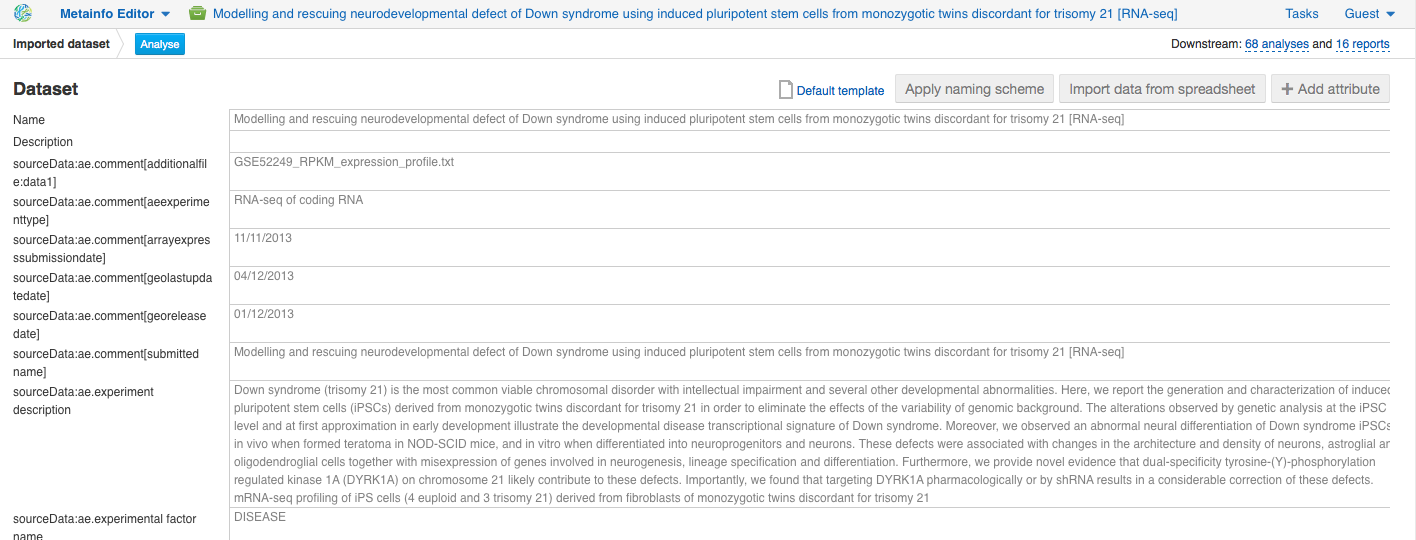 Metainfo Editor Modelling and rescuing neurodevelopmental defect of Down syndrome using induced pluripotent stem cells from monozygotic twins discordant for trisomy 21 [RNA-seq] Tasks Guest
Imported dataset Analyse Downstream: 68 analyses and 16 reports
Dataset Default template Apply naming scheme Import data from spreadsheet + Add attribute
Name Modelling and rescuing neurodevelopmental defect of Down syndrome using induced pluripotent stem cells from monozygotic twins discordant for trisomy 21 [RNA-seq]
Description
sourceData:ae.comment[additionalfil
e:data1]
GSE52249_RPKM_expression_profile.txt
sourceData:ae.comment[aeexperime
nttype]
RNA-seq of coding RNA
sourceData:ae.comment[arrayexpres
ssubmissiondate]
11/11/2013
sourceData:ae.comment[geolastupda
tedate]
04/12/2013
sourceData:ae.comment[georelease
date]
01/12/2013
sourceData:ae.comment[submitted
name]
Modelling and rescuing neurodevelopmental defect of Down syndrome using induced pluripotent stem cells from monozygotic twins discordant for trisomy 21 [RNA-seq]
sourceData:ae.experiment
description
Down syndrome (trisomy 21) is the most common viable chromosomal disorder with intellectual impairment and several other developmental abnormalities. Here, we report the generation and characterization of induced
pluripotent stem cells (iPSCs) derived from monozygotic twins discordant for trisomy 21 in order to eliminate the effects of the variability of genomic background. The alterations observed by genetic analysis at the iPSC
level and at first approximation in early development illustrate the developmental disease transcriptional signature of Down syndrome. Moreover, we observed an abnormal neural differentiation of Down syndrome iPSCs
in vivo when formed teratoma in NOD-SCID mice, and in vitro when differentiated into neuroprogenitors and neurons. These defects were associated with changes in the architecture and density of neurons, astroglial an
oligodendroglial cells together with misexpression of genes involved in neurogenesis, lineage specification and differentiation. Furthermore, we provide novel evidence that dual-specificity tyrosine-(Y)-phosphorylation
regulated kinase 1A (DYRK1A) on chromosome 21 likely contribute to these defects. Importantly, we found that targeting DYRK1A pharmacologically or by shRNA results in a considerable correction of these defects.
mRNA-seq profiling of iPS cells (4 euploid and 3 trisomy 21) derived from fibroblasts of monozygotic twins discordant for trisomy 21
sourceData:ae.experimental factor
name
DISEASE